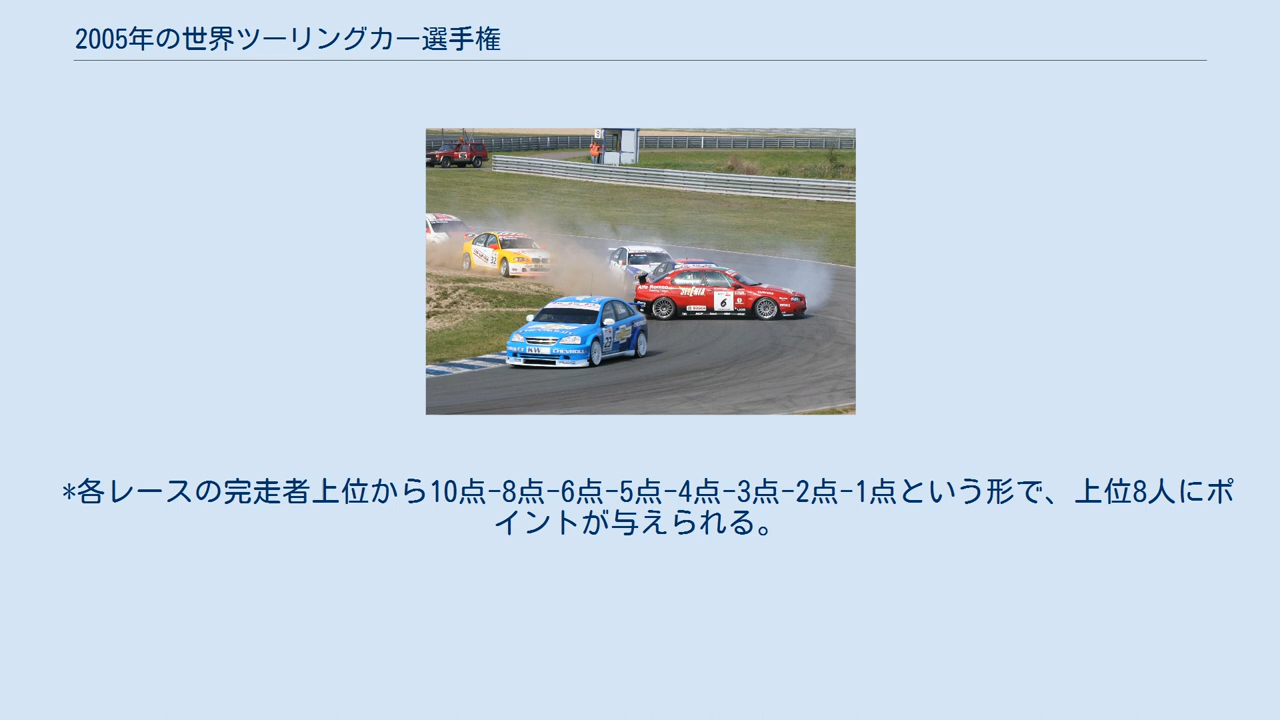 2005年の世界ツーリングカー選手権
*各レースの完走者上位から10点-8点-6点-5点-4点-3点-2点-1点という形で、上位8人にポ
イントが与えられる。
32
6
CHEVROLET